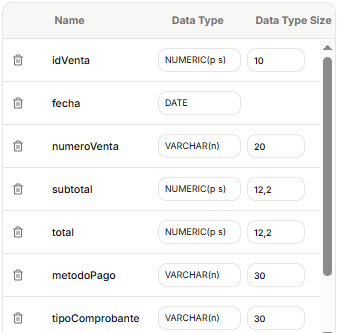 Name Data Type Data Type Size
idVenta NUMERIC(p s) 10
fecha DATE
numeroVenta VARCHAR(n) 20
subtotal NUMERIC(p s) 12,2
total NUMERIC(p s) 12,2
metodoPago VARCHAR(n) 30
tipoComprobante VARCHAR(n) 30